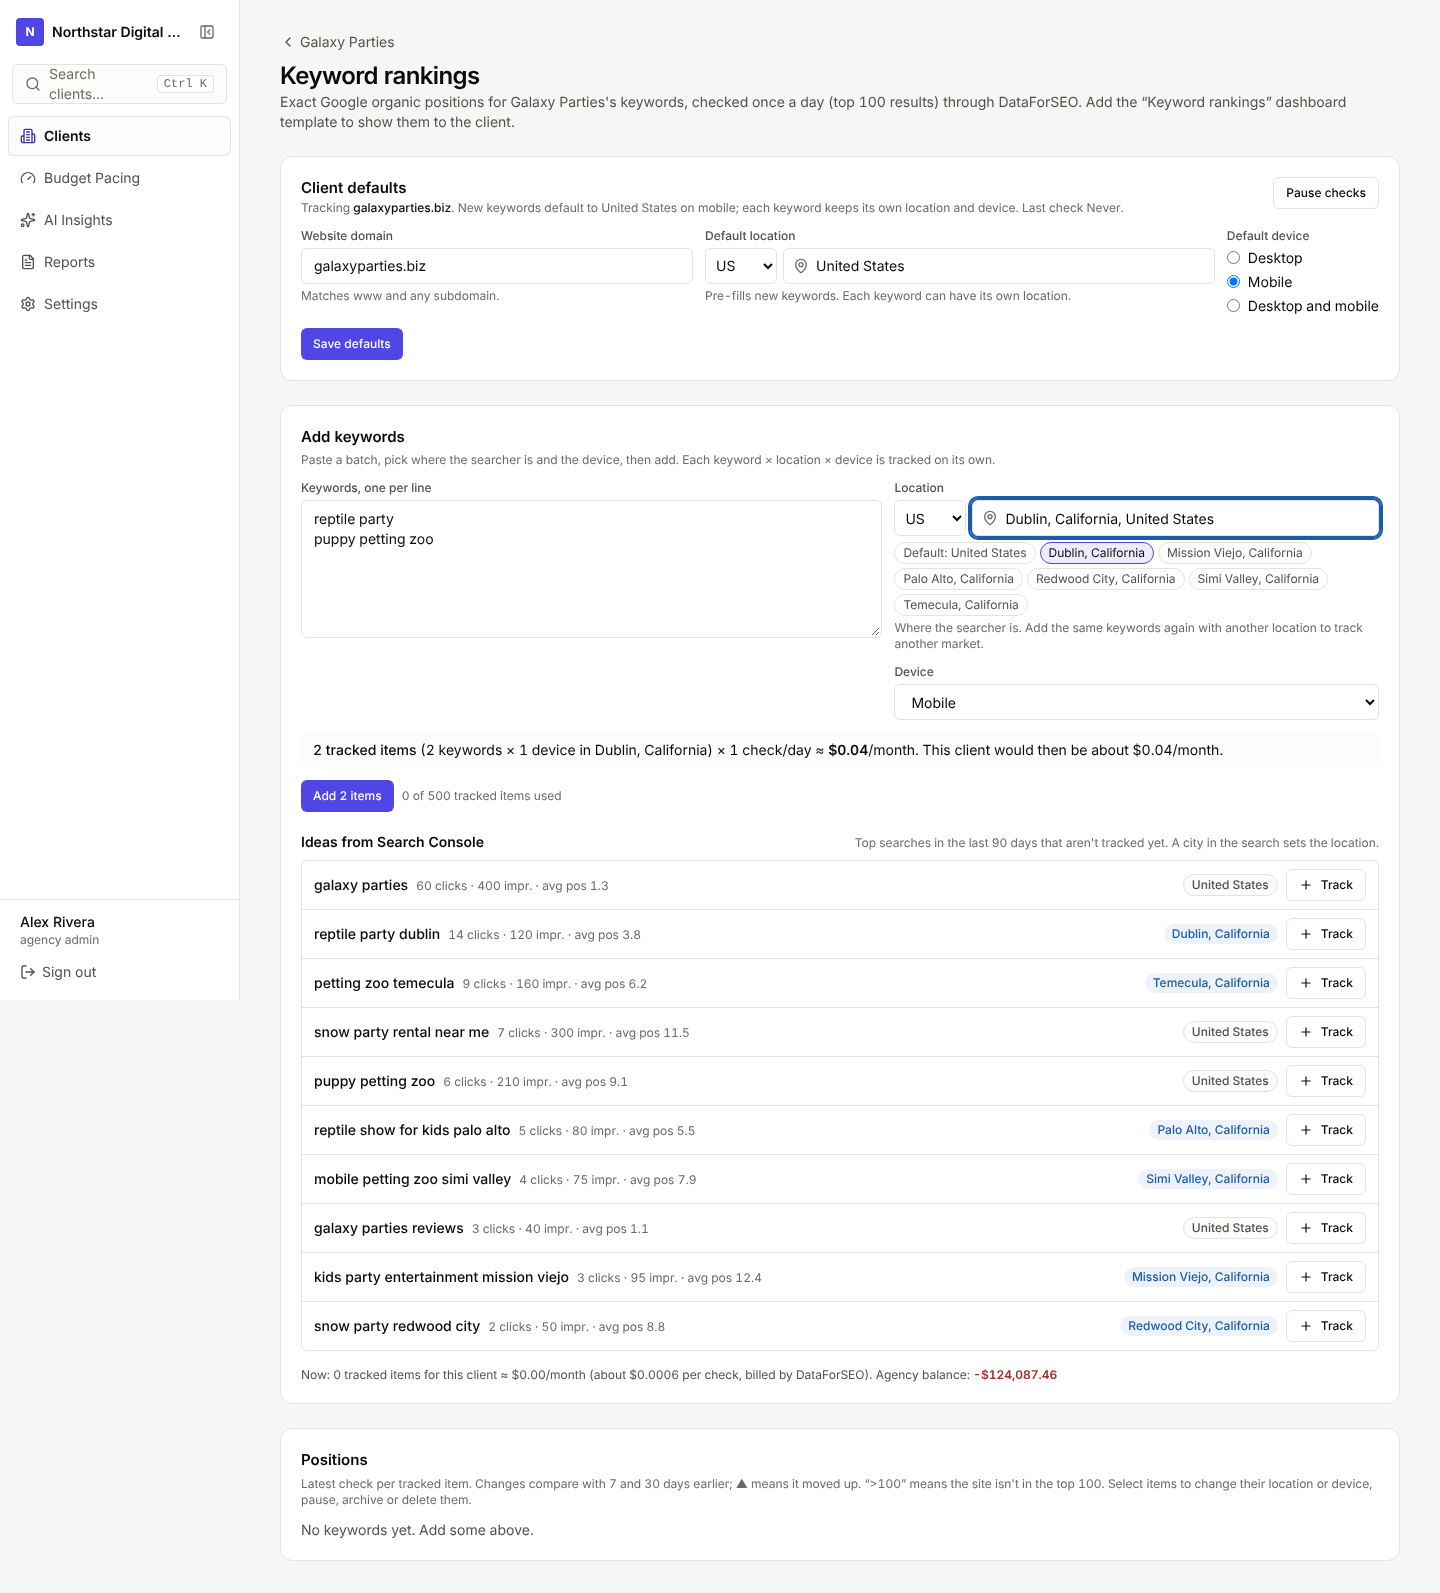 N
Northstar Digital ...
Search clients...
Ctrl K
Clients
Budget Pacing
AI Insights
Reports
Settings
Alex Rivera
agency admin
Sign out
Galaxy Parties
Keyword rankings
Exact Google organic positions for Galaxy Parties's keywords, checked once a day (top 100 results) through DataForSEO. Add the “Keyword rankings” dashboard
template to show them to the client.
Client defaults
Pause checks
Tracking galaxyparties.biz. New keywords default to United States on mobile; each keyword keeps its own location and device. Last check Never.
Website domain
galaxyparties.biz
Matches www and any subdomain.
Default location
US
United States
Pre-fills new keywords. Each keyword can have its own location.
Default device
Desktop
Mobile
Desktop and mobile
Save defaults
Add keywords
Paste a batch, pick where the searcher is and the device, then add. Each keyword × location × device is tracked on its own.
Keywords, one per line
reptile party
puppy petting zoo
Location
US
Dublin, California, United States
Default: United States
Dublin, California
Mission Viejo, California
Palo Alto, California
Redwood City, California
Simi Valley, California
Temecula, California
Where the searcher is. Add the same keywords again with another location to track
another market.
Device
Mobile
2 tracked items (2 keywords × 1 device in Dublin, California) × 1 check/day ≈ $0.04/month. This client would then be about $0.04/month.
Add 2 items
0 of 500 tracked items used
Ideas from Search Console
Top searches in the last 90 days that aren't tracked yet. A city in the search sets the location.
galaxy parties 60 clicks · 400 impr. · avg pos 1.3 United States + Track
reptile party dublin 14 clicks · 120 impr. · avg pos 3.8 Dublin, California + Track
petting zoo temecula 9 clicks · 160 impr. · avg pos 6.2 Temecula, California + Track
snow party rental near me 7 clicks · 300 impr. · avg pos 11.5 United States + Track
puppy petting zoo 6 clicks · 210 impr. · avg pos 9.1 United States + Track
reptile show for kids palo alto 5 clicks · 80 impr. · avg pos 5.5 Palo Alto, California + Track
mobile petting zoo simi valley 4 clicks · 75 impr. · avg pos 7.9 Simi Valley, California + Track
galaxy parties reviews 3 clicks · 40 impr. · avg pos 1.1 United States + Track
kids party entertainment mission viejo 3 clicks · 95 impr. · avg pos 12.4 Mission Viejo, California + Track
snow party redwood city 2 clicks · 50 impr. · avg pos 8.8 Redwood City, California + Track
Now: 0 tracked items for this client ≈ $0.00/month (about $0.0006 per check, billed by DataForSEO). Agency balance: -$124,087.46
Positions
Latest check per tracked item. Changes compare with 7 and 30 days earlier; ▲ means it moved up. “>100” means the site isn't in the top 100. Select items to change their location or device,
pause, archive or delete them.
No keywords yet. Add some above.